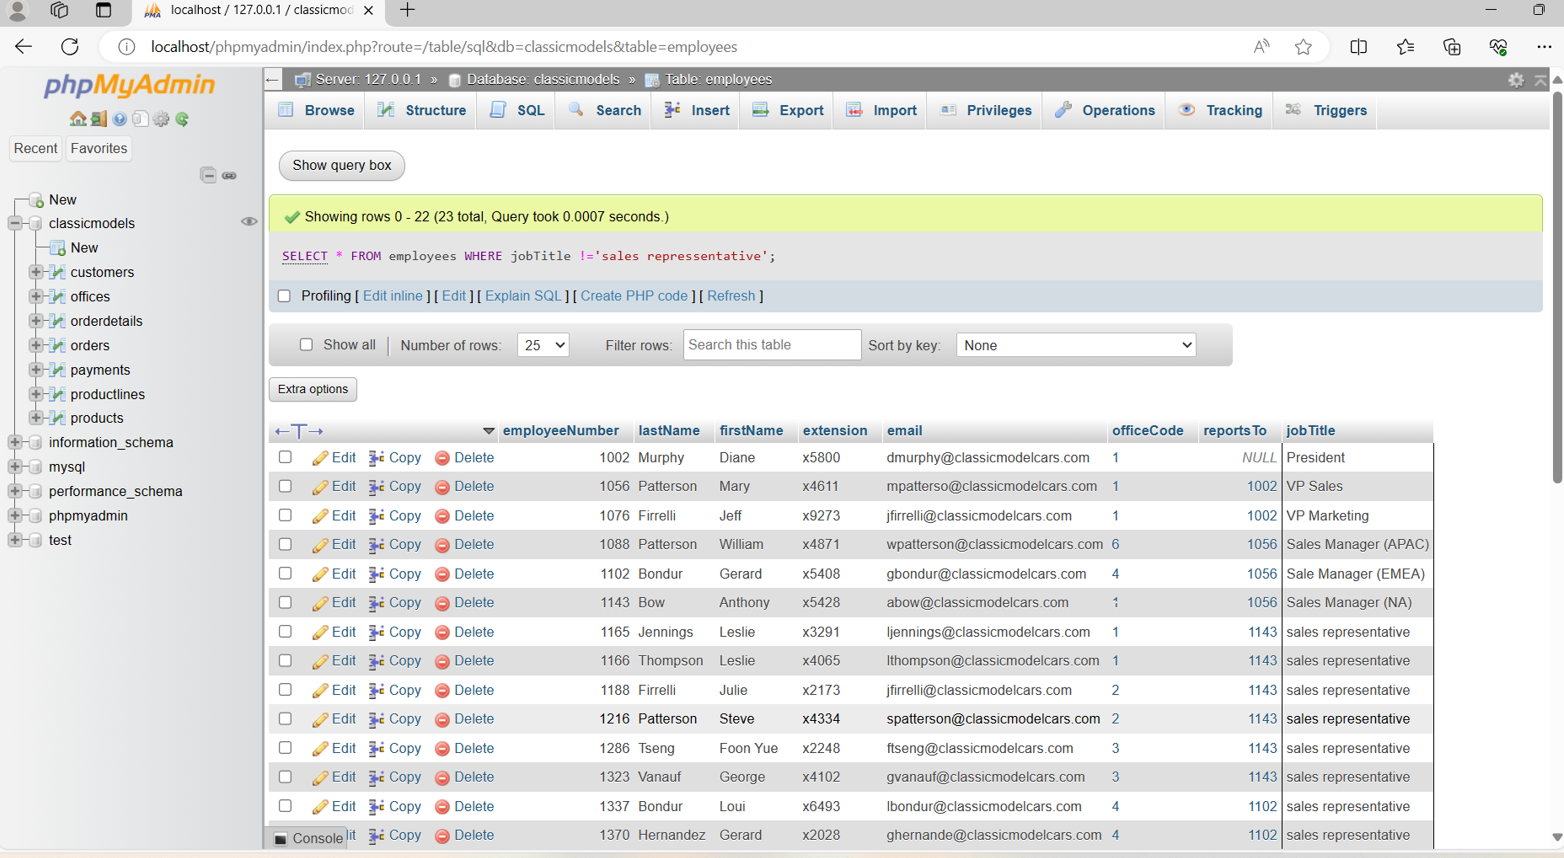 localhost / 127.0.0.1 / classicmod
localhost/phpmyadmin/index.php?route=/table/sql&db=classicmodels&table=employees
phpMyAdmin
Recent Favorites
New
classicmodels
New
customers
offices
orderdetails
orders
payments
productlines
products
information_schema
mysql
performance_schema
phpmyadmin
test
Server: 127.0.0.1 » Database: classicmodels » Table: employees
Browse Structure SQL Search Insert Export Import Privileges Operations Tracking Triggers
Show query box
Showing rows 0 - 22 (23 total, Query took 0.0007 seconds.)
SELECT * FROM employees WHERE jobTitle !='sales repressentative';
Profiling [ Edit inline ] [ Edit ] [ Explain SQL ] [ Create PHP code ] [ Refresh ]
Show all Number of rows: 25 Filter rows: Search this table Sort by key: None
Extra options
employeeNumber lastName firstName extension email officeCode reportsTo jobTitle
Edit Copy Delete 1002 Murphy Diane x5800 dmurphy@classicmodelcars.com 1 NULL President
Edit Copy Delete 1056 Patterson Mary x4611 mpatterso@classicmodelcars.com 1 1002 VP Sales
Edit Copy Delete 1076 Firrelli Jeff x9273 jfirrelli@classicmodelcars.com 1 1002 VP Marketing
Edit Copy Delete 1088 Patterson William x4871 wpatterson@classicmodelcars.com 6 1056 Sales Manager (APAC)
Edit Copy Delete 1102 Bondur Gerard x5408 gbondur@classicmodelcars.com 4 1056 Sale Manager (EMEA)
Edit Copy Delete 1143 Bow Anthony x5428 abow@classicmodelcars.com 1 1056 Sales Manager (NA)
Edit Copy Delete 1165 Jennings Leslie x3291 ljennings@classicmodelcars.com 1 1143 sales representative
Edit Copy Delete 1166 Thompson Leslie x4065 lthompson@classicmodelcars.com 1 1143 sales representative
Edit Copy Delete 1188 Firrelli Julie x2173 jfirrelli@classicmodelcars.com 2 1143 sales representative
Edit Copy Delete 1216 Patterson Steve x4334 spatterson@classicmodelcars.com 2 1143 sales representative
Edit Copy Delete 1286 Tseng Foon Yue x2248 ftseng@classicmodelcars.com 3 1143 sales representative
Edit Copy Delete 1323 Vanauf George x4102 gvanauf@classicmodelcars.com 3 1143 sales representative
Edit Copy Delete 1337 Bondur Loui x6493 lbondur@classicmodelcars.com 4 1102 sales representative
Console it Copy Delete 1370 Hernandez Gerard x2028 ghernande@classicmodelcars.com 4 1102 sales representative